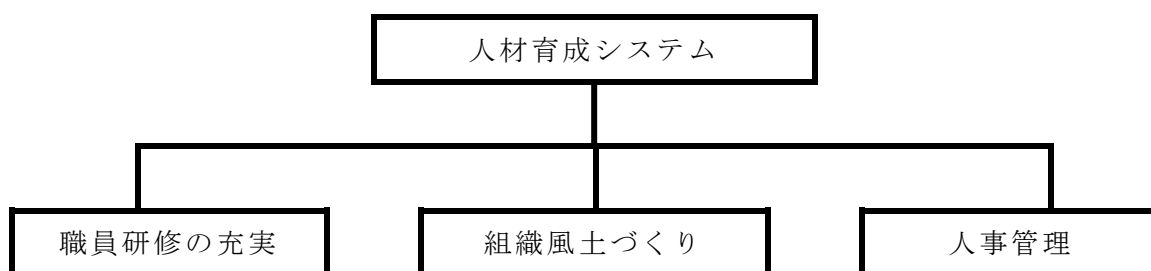 人材育成システム
職員研修の充実
組織風土づくり
人事管理